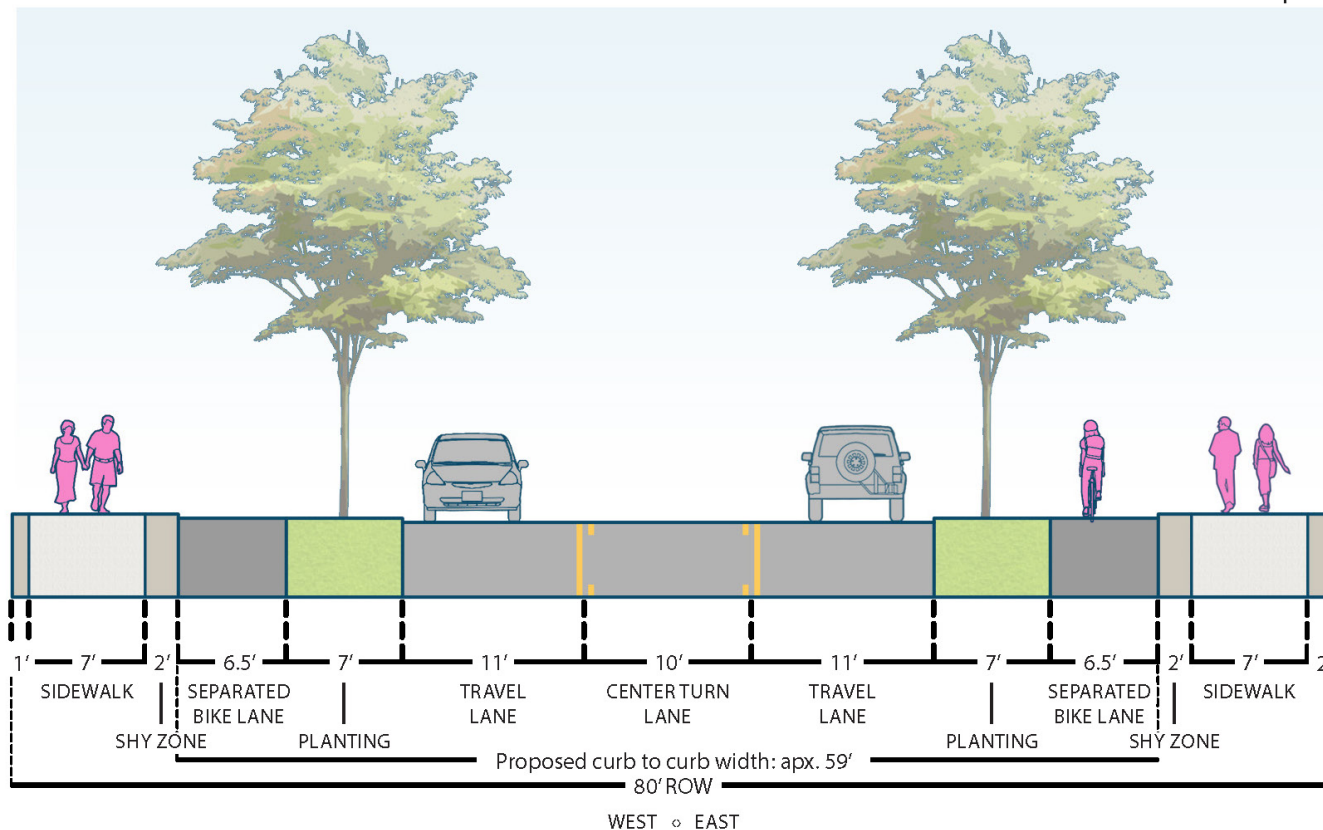 1' 7' 2' 6.5' 7' 11' 10' 11' 7' 6.5' 2' 7' 2
SIDEWALK SEPARATED TRAVEL CENTER TURN TRAVEL SEPARATED SIDEWALK
BIKE LANE LANE LANE LANE BIKE LANE
SHY ZONE PLANTING PLANTING SHY ZONE
Proposed curb to curb width: apx. 59'
80' ROW
WEST EAST